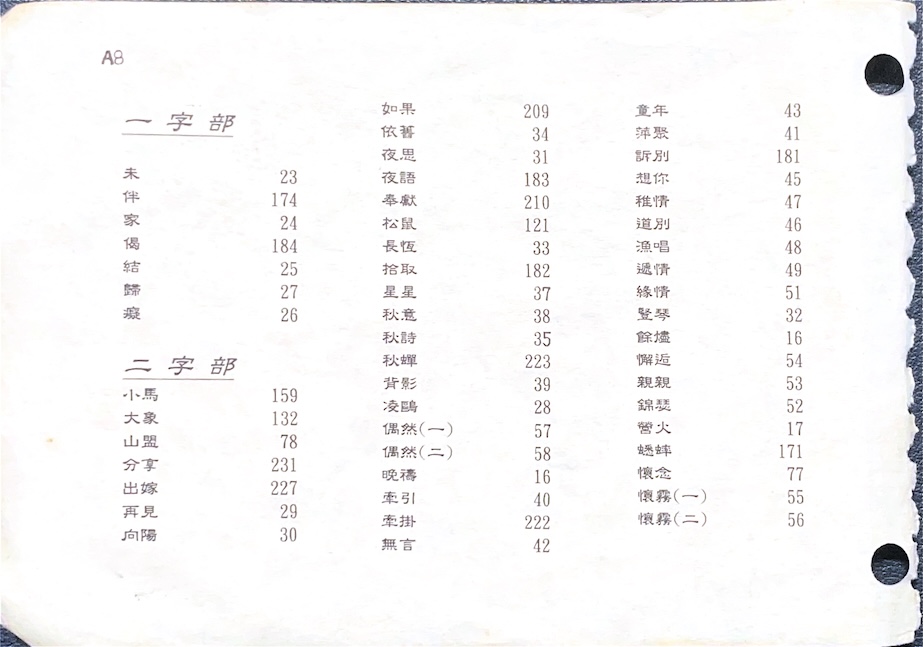 A8
一字部
未 23
伴 174
家 24
偈 184
結 25
歸 27
癡 26
二字部
小馬 159
大象 132
山盟 78
分享 231
出嫁 227
再見 29
向陽 30
如果 209
依舊 34
夜思 31
夜語 183
奉獻 210
松鼠 121
長恆 33
拾取 182
星星 37
秋意 38
秋詩 35
秋蟬 223
背影 39
凌鷗 28
偶然(一) 57
偶然(二) 58
晚禱 16
牽引 40
牽掛 222
無言 42
童年 43
萍聚 41
訴別 181
想你 45
稚情 47
道別 46
漁唱 48
遞情 49
緣情 51
豎琴 32
餘燼 16
邂逅 54
親親 53
錦瑟 52
螢火 17
蟋蟀 171
懷念 77
懷霧(一) 55
懷霧(二) 56